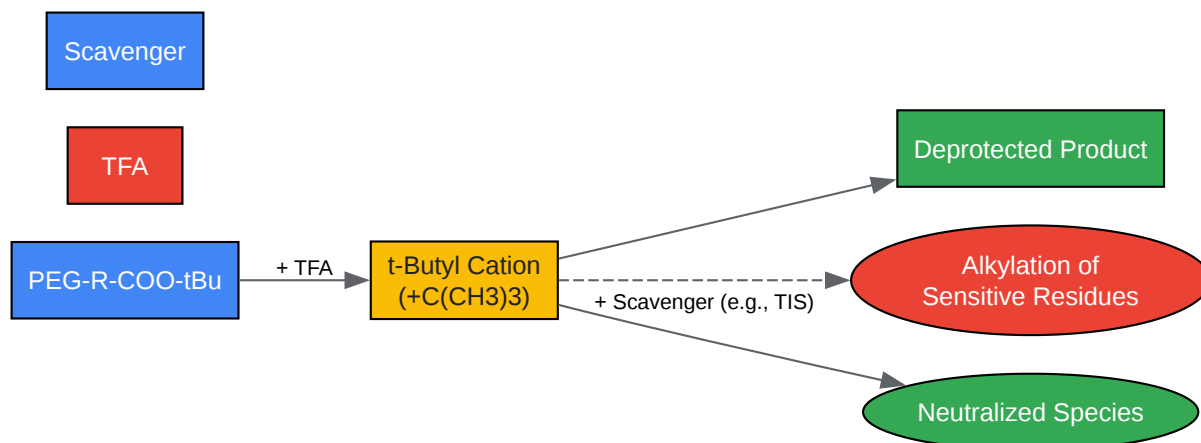 Scavenger
TFA
PEG-R-COO-tBu
+ TFA
t-Butyl Cation
(+C(CH3)3)
+ Scavenger (e.g., TIS)
Deprotected Product
Alkylation of
Sensitive Residues
Neutralized Species